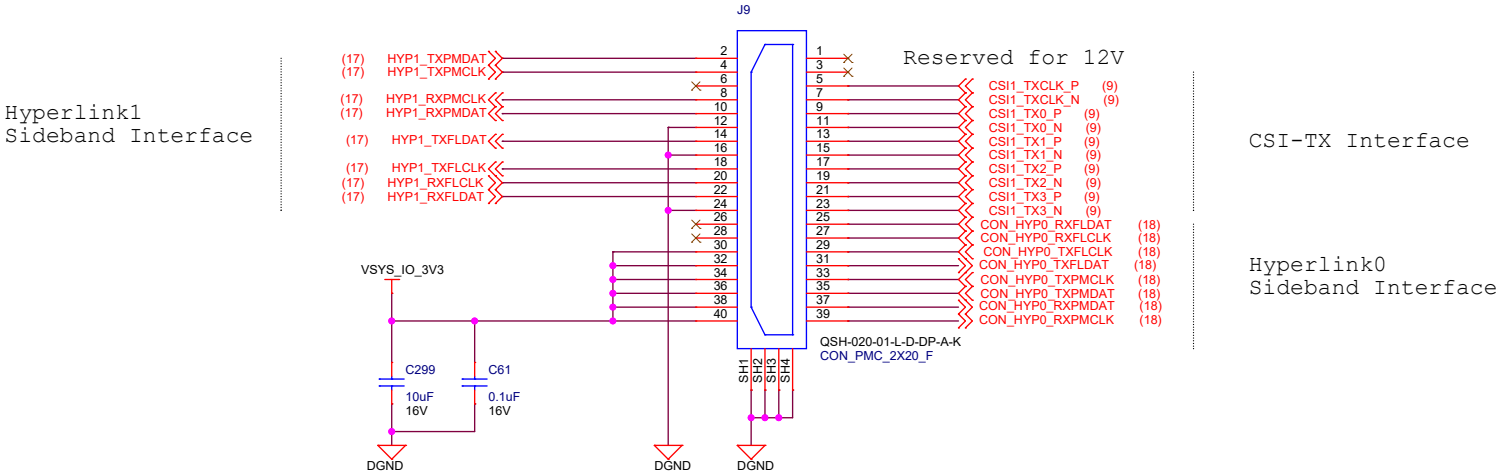 J9
Reserved for 12V
Hyperlink1
Sideband Interface
(17) HYP1_TXPMDAT 2
(17) HYP1_TXPMCLK 4
6
(17) HYP1_RXPMCLK 8
(17) HYP1_RXPMDAT 10
12
(17) HYP1_TXFLDAT 14
16
(17) HYP1_TXFLCLK 18
(17) HYP1_RXFLCLK 20
(17) HYP1_RXFLDAT 22
24
26
28
30
32
34
36
38
40
1
3
5 CSI1_TXCLK_P (9)
7 CSI1_TXCLK_N (9)
9 CSI1_TX0_P (9)
11 CSI1_TX0_N (9)
13 CSI1_TX1_P (9)
15 CSI1_TX1_N (9)
17 CSI1_TX2_P (9)
19 CSI1_TX2_N (9)
21 CSI1_TX3_P (9)
23 CSI1_TX3_N (9)
25 CON_HYP0_RXFLDAT (18)
27 CON_HYP0_RXFLCLK (18)
29 CON_HYP0_TXFLCLK (18)
31 CON_HYP0_TXFLDAT (18)
33 CON_HYP0_TXPMCLK (18)
35 CON_HYP0_TXPMDAT (18)
37 CON_HYP0_RXPMDAT (18)
39 CON_HYP0_RXPMCLK (18)
CSI-TX Interface
Hyperlink0
Sideband Interface
QSH-020-01-L-D-DP-A-K
CON_PMC_2X20_F
SH1
SH2
SH3
SH4
VSYS_IO_3V3
C299
10uF
16V
C61
0.1uF
16V
DGND
DGND
DGND